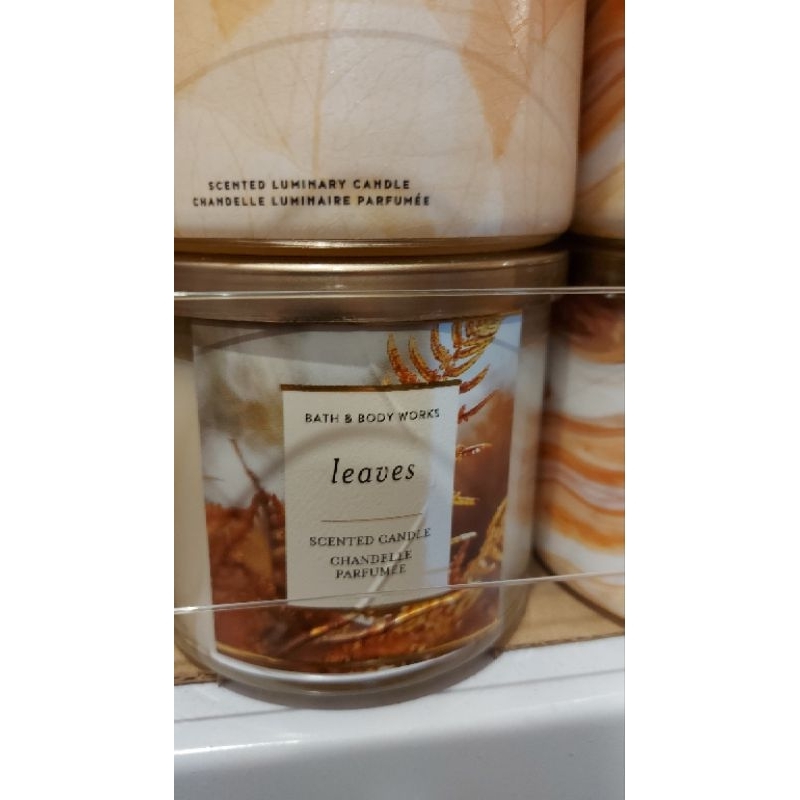 SCENTED LUMINARY CANDLE
CHANDELLE LUMINAIRE PARFUMÉE
BATH & BODY WORKS
leaves
SCENTED CANDLE
CHANDELLE
PARFUMÉE